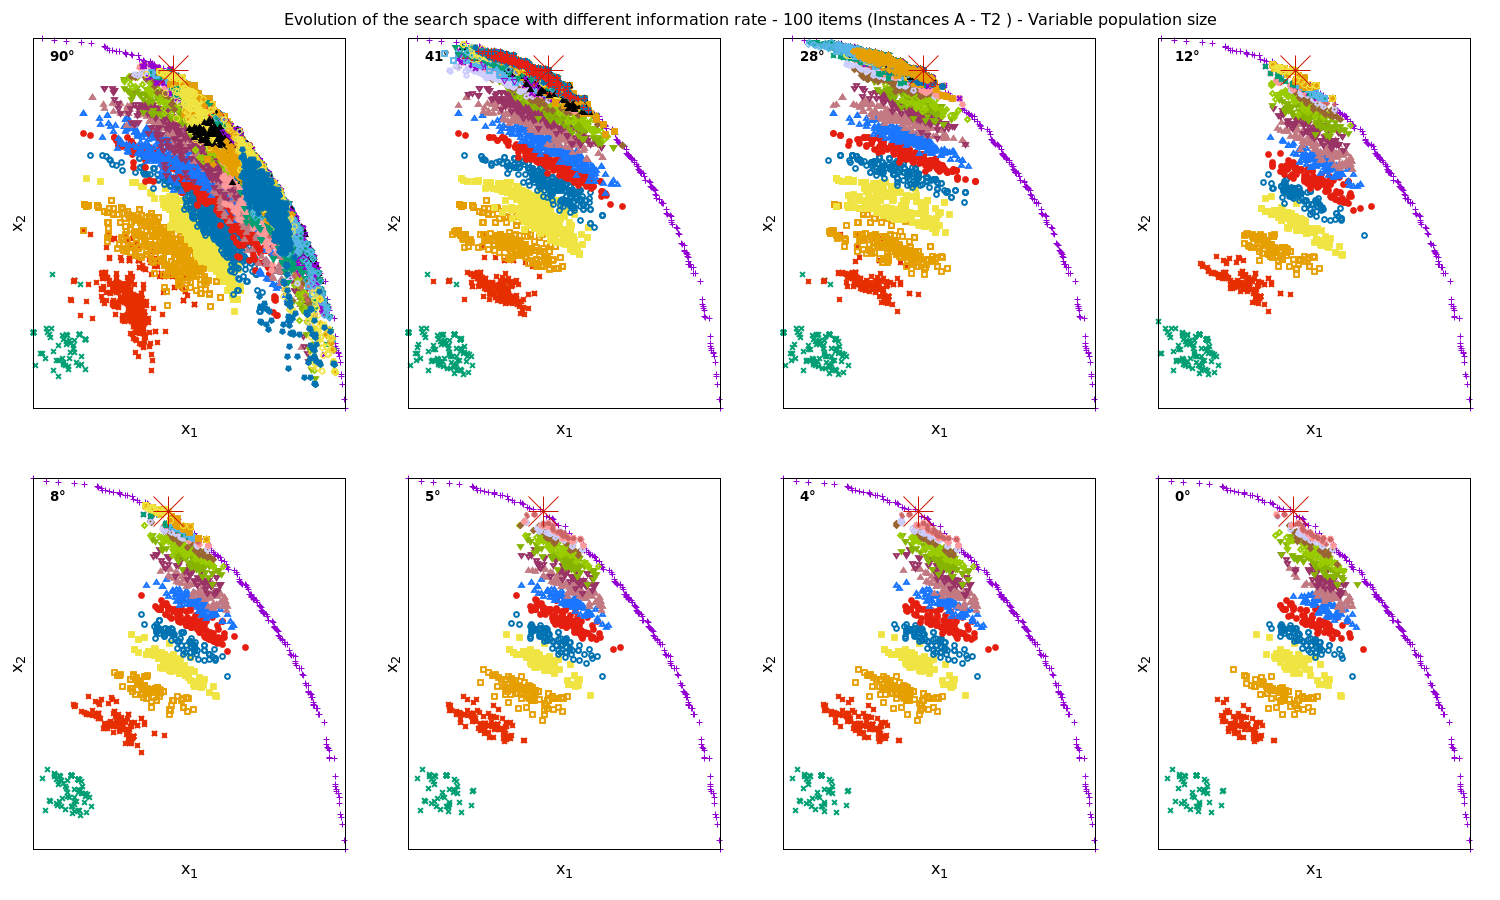 Evolution of the search space with different information rate - 100 items (Instances A - T2 ) - Variable population size
90°
41°
28°
12°
x₂
x₂
x₂
x₂
x₁
x₁
x₁
x₁
8°
5°
4°
0°
x₂
x₂
x₂
x₂
x₁
x₁
x₁
x₁